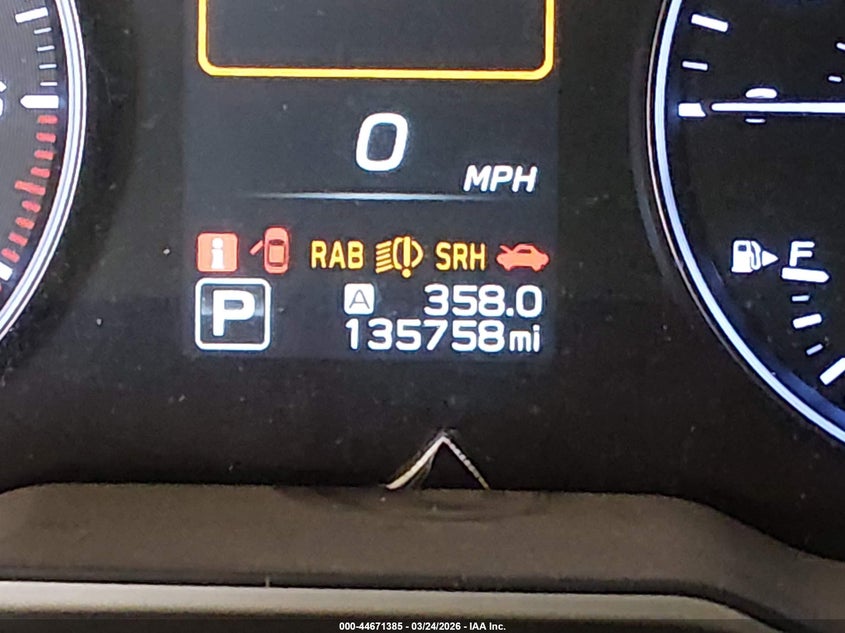 0
MPH
RAB SRH
P A 358.0
135758mi
F
000-44671385 - 03/24/2026 - IAA Inc.